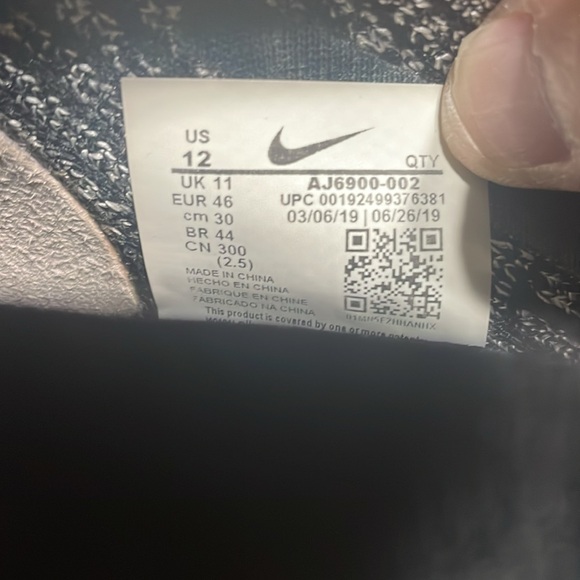 US
12
QTY
UK 11
AJ6900-002
EUR 46
UPC 00192499376381
cm 30
03/06/19 | 06/26/19
BR 44
CN 300
(2.5)
MADE IN CHINA
HECHO EN CHINA
FABRIQUE EN CHINE
FABRICADO NA CHINA
This product is covered by one or more